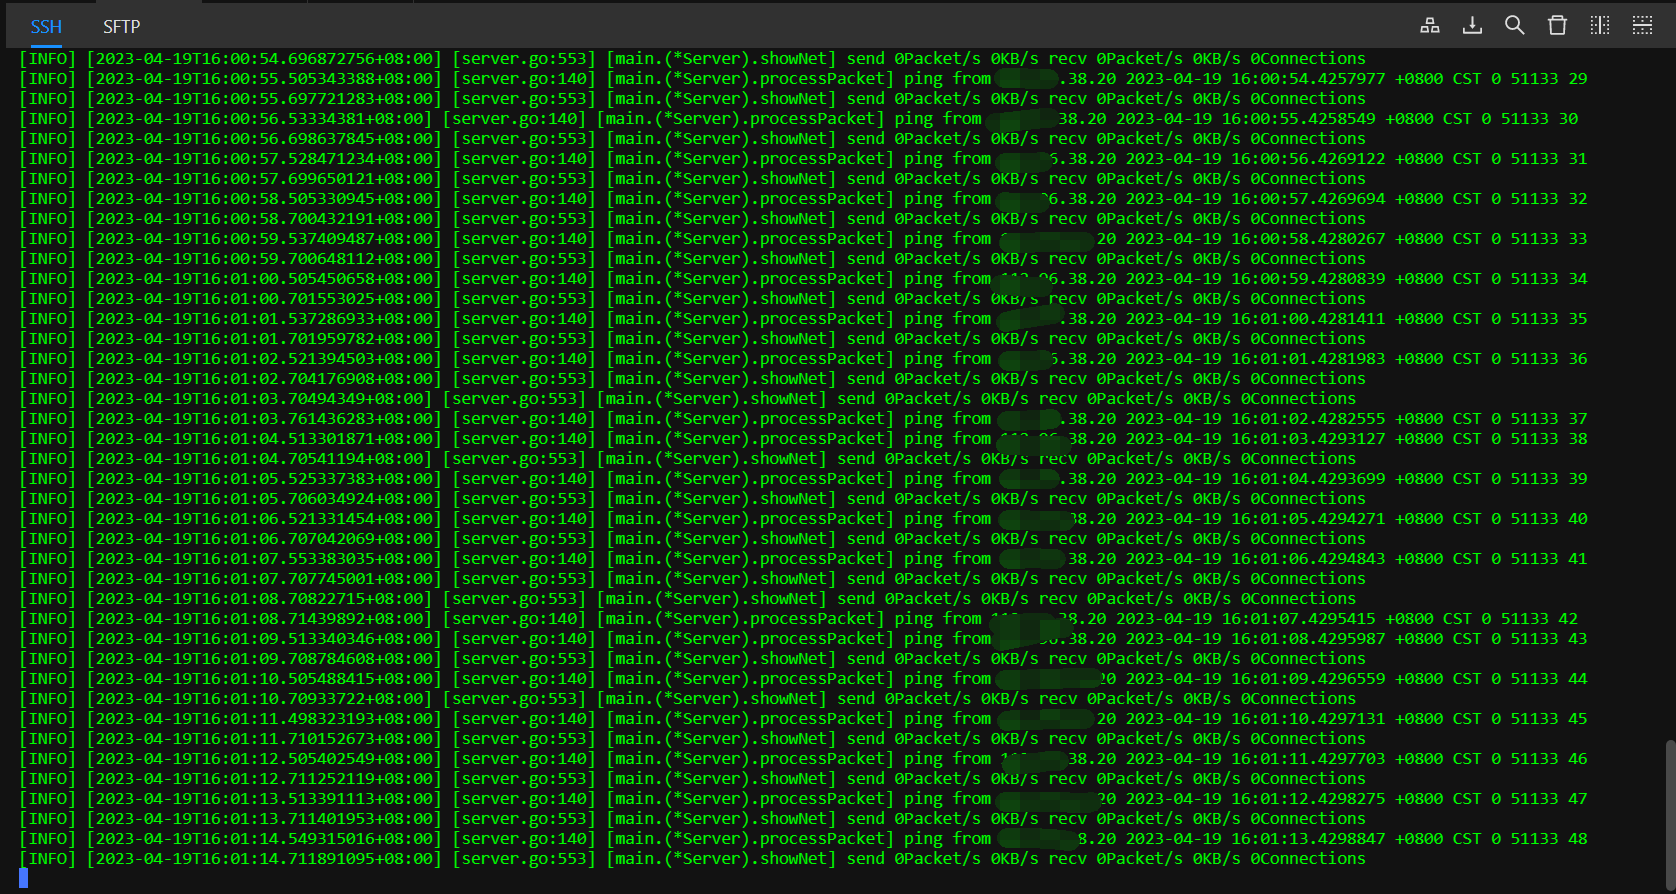 SSH SFTP
[INFO] [2023-04-19T16:00:54.696872756+08:00] [server.go:553] [main.(*Server).showNet] send 0Packet/s 0KB/s recv 0Packet/s 0KB/s 0Connections
[INFO] [2023-04-19T16:00:55.505343388+08:00] [server.go:140] [main.(*Server).processPacket] ping from .38.20 2023-04-19 16:00:54.4257977 +0800 CST 0 51133 29
[INFO] [2023-04-19T16:00:55.697721283+08:00] [server.go:553] [main.(*Server).showNet] send 0Packet/s 0KB/s recv 0Packet/s 0KB/s 0Connections
[INFO] [2023-04-19T16:00:56.53334381+08:00] [server.go:140] [main.(*Server).processPacket] ping from 38.20 2023-04-19 16:00:55.4258549 +0800 CST 0 51133 30
[INFO] [2023-04-19T16:00:56.698637845+08:00] [server.go:553] [main.(*Server).showNet] send 0Packet/s 0KB/s recv 0Packet/s 0KB/s 0Connections
[INFO] [2023-04-19T16:00:57.528471234+08:00] [server.go:140] [main.(*Server).processPacket] ping from 6.38.20 2023-04-19 16:00:56.4269122 +0800 CST 0 51133 31
[INFO] [2023-04-19T16:00:57.699650121+08:00] [server.go:553] [main.(*Server).showNet] send 0Packet/s 0KB/s recv 0Packet/s 0KB/s 0Connections
[INFO] [2023-04-19T16:00:58.505330945+08:00] [server.go:140] [main.(*Server).processPacket] ping from 6.38.20 2023-04-19 16:00:57.4269694 +0800 CST 0 51133 32
[INFO] [2023-04-19T16:00:58.700432191+08:00] [server.go:553] [main.(*Server).showNet] send 0Packet/s 0KB/s recv 0Packet/s 0KB/s 0Connections
[INFO] [2023-04-19T16:00:59.537409487+08:00] [server.go:140] [main.(*Server).processPacket] ping from 20 2023-04-19 16:00:58.4280267 +0800 CST 0 51133 33
[INFO] [2023-04-19T16:00:59.700648112+08:00] [server.go:553] [main.(*Server).showNet] send 0Packet/s 0KB/s recv 0Packet/s 0KB/s 0Connections
[INFO] [2023-04-19T16:01:00.505450658+08:00] [server.go:140] [main.(*Server).processPacket] ping from 38.20 2023-04-19 16:00:59.4280839 +0800 CST 0 51133 34
[INFO] [2023-04-19T16:01:00.701553025+08:00] [server.go:553] [main.(*Server).showNet] send 0Packet/s 0KB/s recv 0Packet/s 0KB/s 0Connections
[INFO] [2023-04-19T16:01:01.537286933+08:00] [server.go:140] [main.(*Server).processPacket] ping from .38.20 2023-04-19 16:01:00.4281411 +0800 CST 0 51133 35
[INFO] [2023-04-19T16:01:01.701959782+08:00] [server.go:553] [main.(*Server).showNet] send 0Packet/s 0KB/s recv 0Packet/s 0KB/s 0Connections
[INFO] [2023-04-19T16:01:02.521394503+08:00] [server.go:140] [main.(*Server).processPacket] ping from 6.38.20 2023-04-19 16:01:01.4281983 +0800 CST 0 51133 36
[INFO] [2023-04-19T16:01:02.704176908+08:00] [server.go:553] [main.(*Server).showNet] send 0Packet/s 0KB/s recv 0Packet/s 0KB/s 0Connections
[INFO] [2023-04-19T16:01:03.70494349+08:00] [server.go:553] [main.(*Server).showNet] send 0Packet/s 0KB/s recv 0Packet/s 0KB/s 0Connections
[INFO] [2023-04-19T16:01:03.761436283+08:00] [server.go:140] [main.(*Server).processPacket] ping from .38.20 2023-04-19 16:01:02.4282555 +0800 CST 0 51133 37
[INFO] [2023-04-19T16:01:04.513301871+08:00] [server.go:140] [main.(*Server).processPacket] ping from 38.20 2023-04-19 16:01:03.4293127 +0800 CST 0 51133 38
[INFO] [2023-04-19T16:01:04.70541194+08:00] [server.go:553] [main.(*Server).showNet] send 0Packet/s 0KB/s recv 0Packet/s 0KB/s 0Connections
[INFO] [2023-04-19T16:01:05.525337383+08:00] [server.go:140] [main.(*Server).processPacket] ping from .38.20 2023-04-19 16:01:04.4293699 +0800 CST 0 51133 39
[INFO] [2023-04-19T16:01:05.706034924+08:00] [server.go:553] [main.(*Server).showNet] send 0Packet/s 0KB/s recv 0Packet/s 0KB/s 0Connections
[INFO] [2023-04-19T16:01:06.521331454+08:00] [server.go:140] [main.(*Server).processPacket] ping from 8.20 2023-04-19 16:01:05.4294271 +0800 CST 0 51133 40
[INFO] [2023-04-19T16:01:06.707042069+08:00] [server.go:553] [main.(*Server).showNet] send 0Packet/s 0KB/s recv 0Packet/s 0KB/s 0Connections
[INFO] [2023-04-19T16:01:07.553383035+08:00] [server.go:140] [main.(*Server).processPacket] ping from 38.20 2023-04-19 16:01:06.4294843 +0800 CST 0 51133 41
[INFO] [2023-04-19T16:01:07.707745001+08:00] [server.go:553] [main.(*Server).showNet] send 0Packet/s 0KB/s recv 0Packet/s 0KB/s 0Connections
[INFO] [2023-04-19T16:01:08.70822715+08:00] [server.go:553] [main.(*Server).showNet] send 0Packet/s 0KB/s recv 0Packet/s 0KB/s 0Connections
[INFO] [2023-04-19T16:01:08.71439892+08:00] [server.go:140] [main.(*Server).processPacket] ping from 8.20 2023-04-19 16:01:07.4295415 +0800 CST 0 51133 42
[INFO] [2023-04-19T16:01:09.513340346+08:00] [server.go:140] [main.(*Server).processPacket] ping from .38.20 2023-04-19 16:01:08.4295987 +0800 CST 0 51133 43
[INFO] [2023-04-19T16:01:09.708784608+08:00] [server.go:553] [main.(*Server).showNet] send 0Packet/s 0KB/s recv 0Packet/s 0KB/s 0Connections
[INFO] [2023-04-19T16:01:10.505488415+08:00] [server.go:140] [main.(*Server).processPacket] ping from 20 2023-04-19 16:01:09.4296559 +0800 CST 0 51133 44
[INFO] [2023-04-19T16:01:10.70933722+08:00] [server.go:553] [main.(*Server).showNet] send 0Packet/s 0KB/s recv 0Packet/s 0KB/s 0Connections
[INFO] [2023-04-19T16:01:11.498323193+08:00] [server.go:140] [main.(*Server).processPacket] ping from 20 2023-04-19 16:01:10.4297131 +0800 CST 0 51133 45
[INFO] [2023-04-19T16:01:11.710152673+08:00] [server.go:553] [main.(*Server).showNet] send 0Packet/s 0KB/s recv 0Packet/s 0KB/s 0Connections
[INFO] [2023-04-19T16:01:12.505402549+08:00] [server.go:140] [main.(*Server).processPacket] ping from 38.20 2023-04-19 16:01:11.4297703 +0800 CST 0 51133 46
[INFO] [2023-04-19T16:01:12.711252119+08:00] [server.go:553] [main.(*Server).showNet] send 0Packet/s 0KB/s recv 0Packet/s 0KB/s 0Connections
[INFO] [2023-04-19T16:01:13.513391113+08:00] [server.go:140] [main.(*Server).processPacket] ping from 20 2023-04-19 16:01:12.4298275 +0800 CST 0 51133 47
[INFO] [2023-04-19T16:01:13.711401953+08:00] [server.go:553] [main.(*Server).showNet] send 0Packet/s 0KB/s recv 0Packet/s 0KB/s 0Connections
[INFO] [2023-04-19T16:01:14.549315016+08:00] [server.go:140] [main.(*Server).processPacket] ping from 8.20 2023-04-19 16:01:13.4298847 +0800 CST 0 51133 48
[INFO] [2023-04-19T16:01:14.711891095+08:00] [server.go:553] [main.(*Server).showNet] send 0Packet/s 0KB/s recv 0Packet/s 0KB/s 0Connections